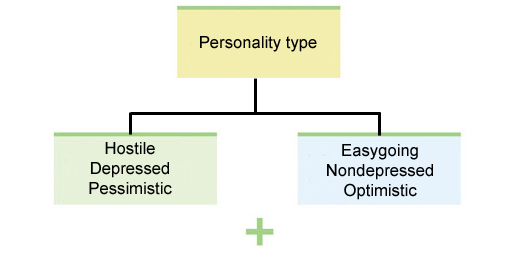 Personality type
Hostile
Depressed
Pessimistic
Easygoing
Nondepressed
Optimistic
+